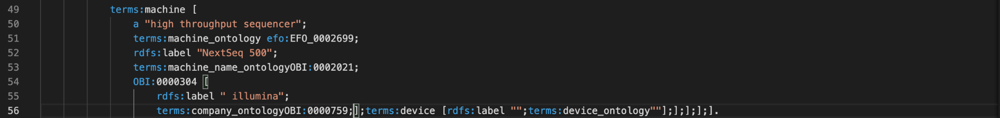 49 terms:machine [
50 a "high throughput sequencer";
51 terms:machine_ontology efo:EFO_0002699;
52 rdfs:label "NextSeq 500";
53 terms:machine_name_ontologyOBI:0002021;
54 OBI:0000304 [
55 rdfs:label " illumina";
56 terms:company_ontologyOBI:0000759;];terms:device [rdfs:label "";terms:device_ontology""];];];];].